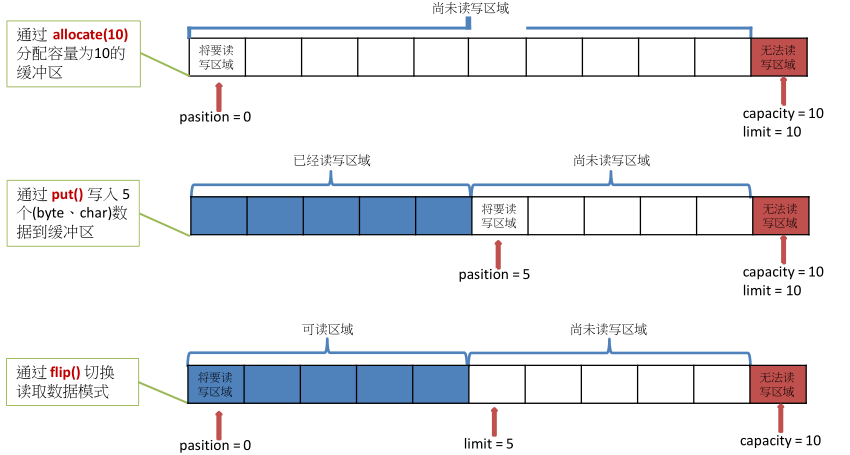 尚未读写区域
通过 allocate(10)
分配容量为10的
缓冲区
将要读
写区域
无法读
写区域
pasition = 0
capacity = 10
limit = 10
已经读写区域
尚未读写区域
通过 put() 写入 5
个(byte、char)数
据到缓冲区
将要读
写区域
无法读
写区域
pasition = 5
capacity = 10
limit = 10
可读区域
尚未读写区域
通过 flip() 切换
读取数据模式
将要读
写区域
无法读
写区域
pasition = 0
limit = 5
capacity = 10